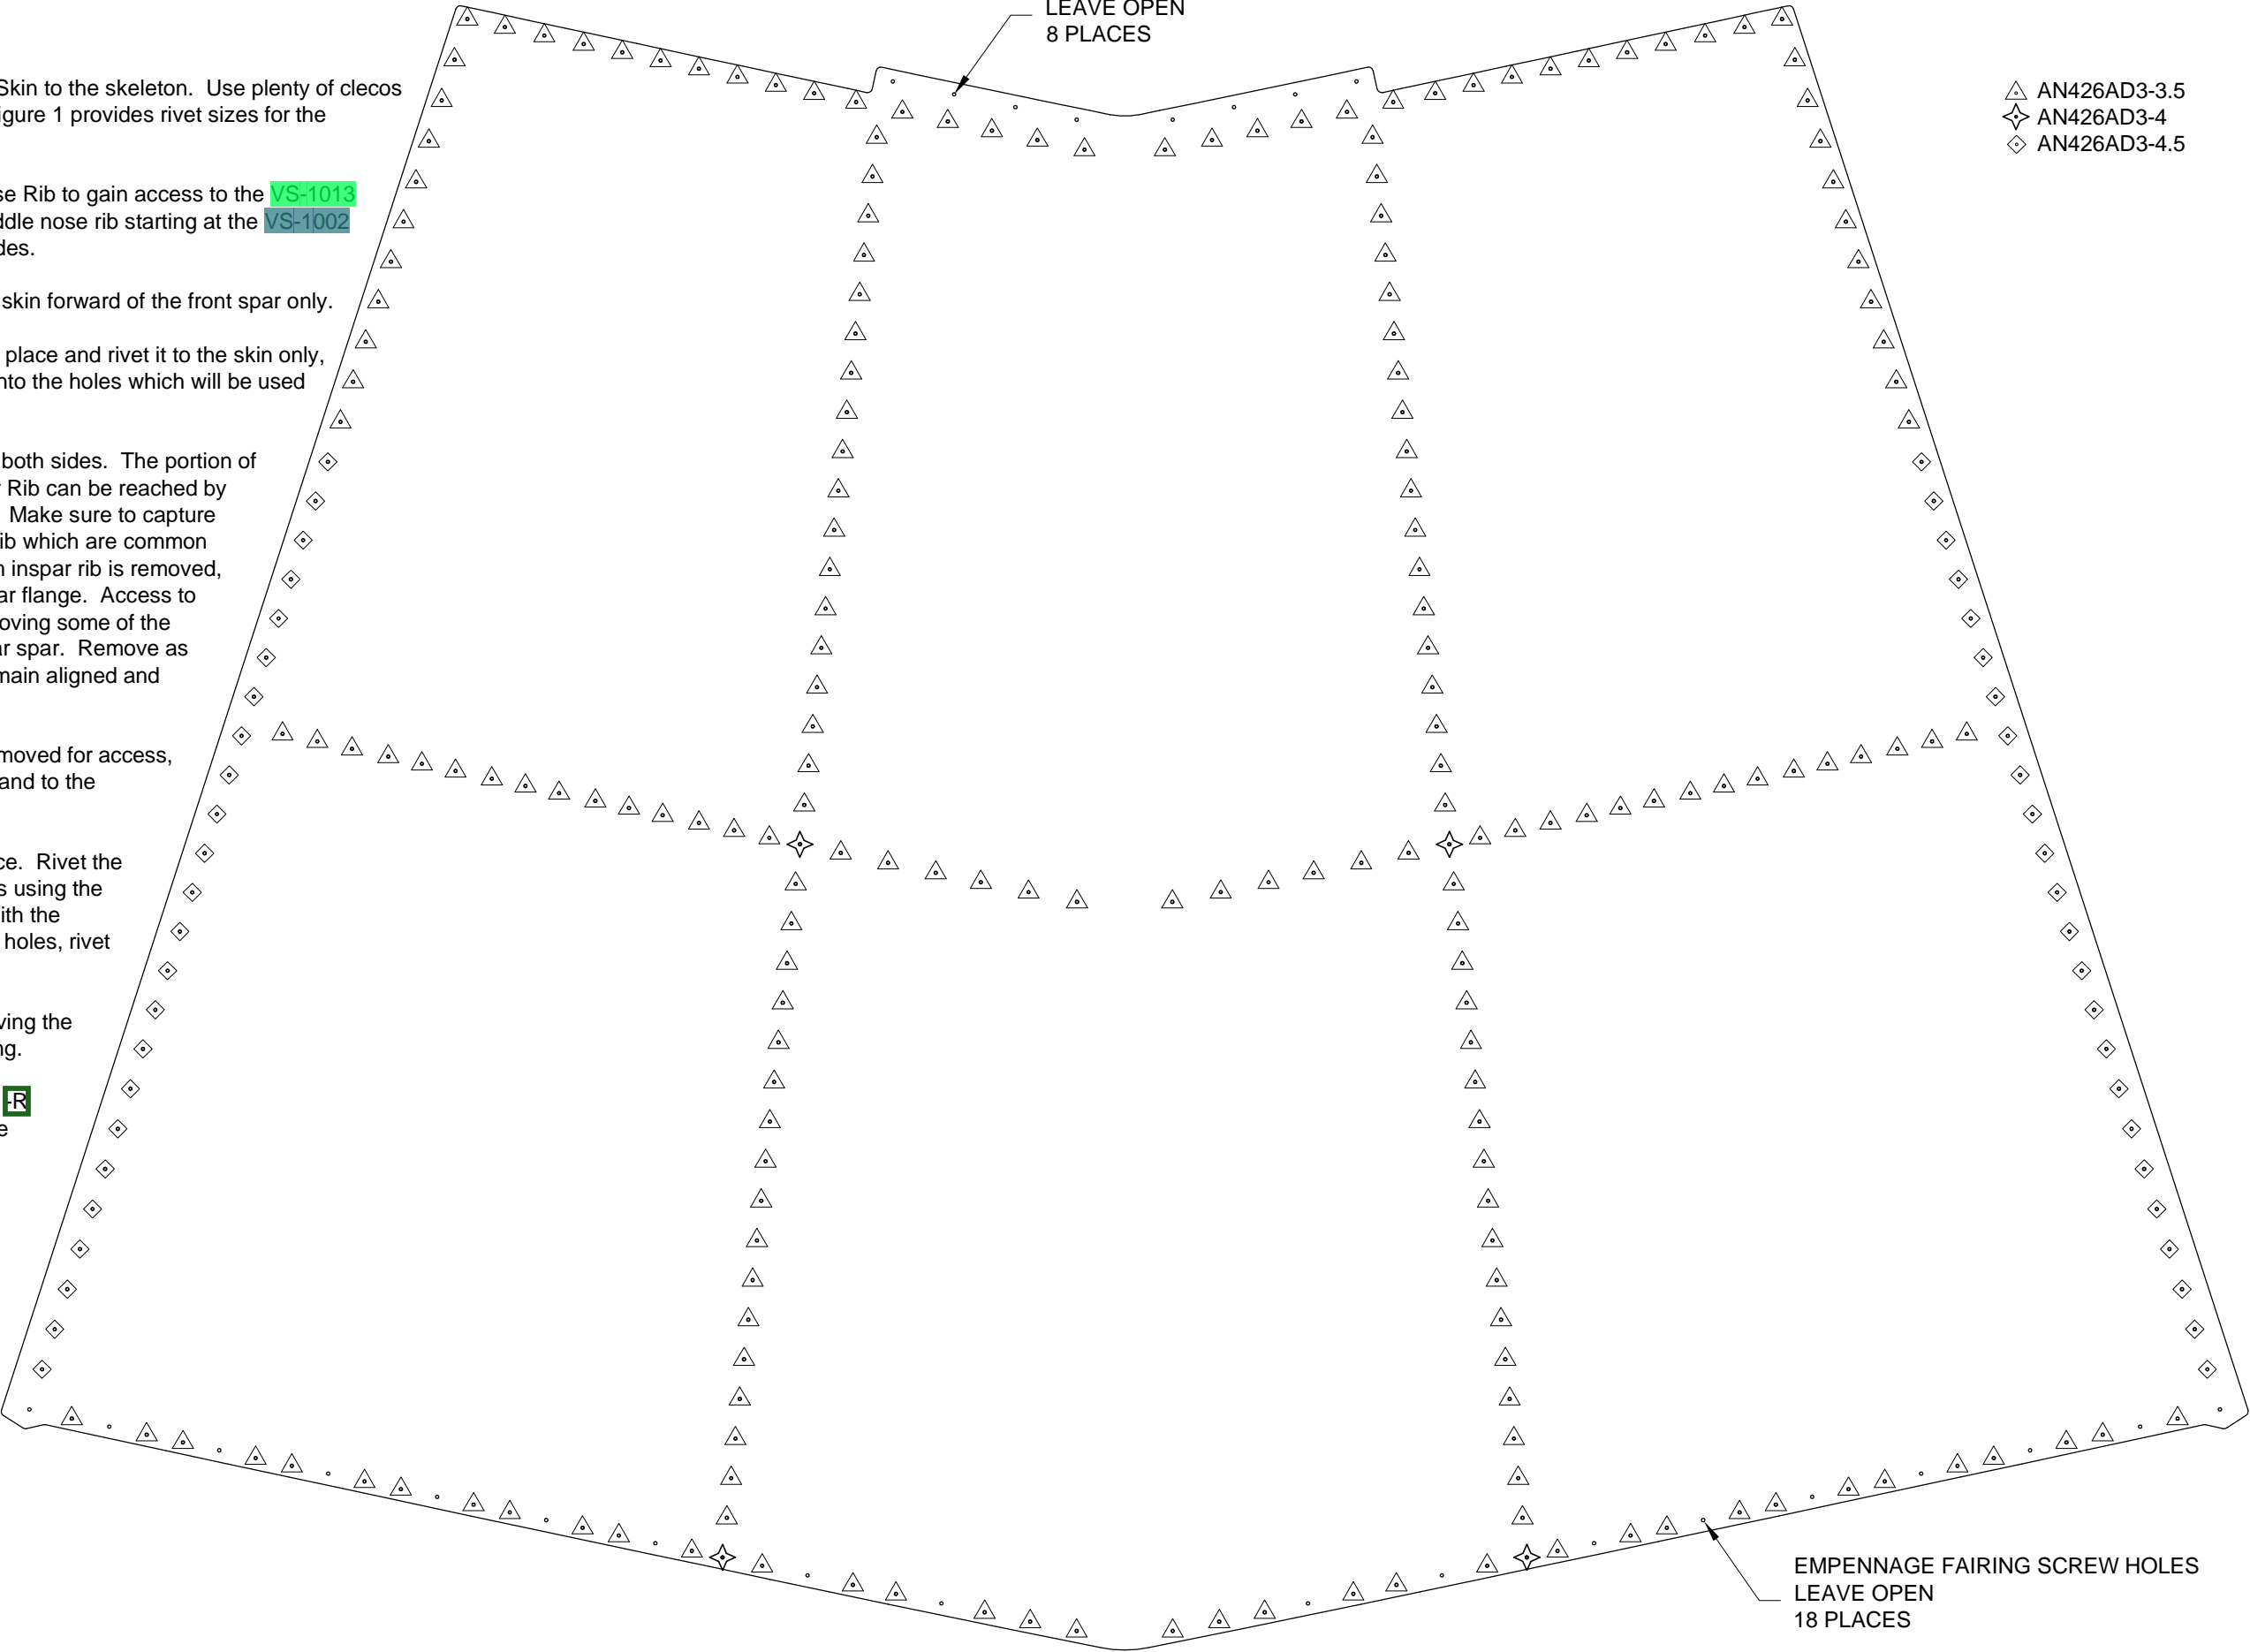 LEAVE OPEN
8 PLACES
Skin to the skeleton. Use plenty of clecos
igure 1 provides rivet sizes for the
se Rib to gain access to the VS-1013
ddle nose rib starting at the VS-1002
des.
skin forward of the front spar only.
place and rivet it to the skin only,
nto the holes which will be used
both sides. The portion of
r Rib can be reached by
Make sure to capture
ib which are common
n inspar rib is removed,
ar flange. Access to
oving some of the
ar spar. Remove as
main aligned and
moved for access,
and to the
ce. Rivet the
s using the
ith the
holes, rivet
ving the
ng.
-R
e
AN426AD3-3.5
AN426AD3-4
AN426AD3-4.5
EMPENNAGE FAIRING SCREW HOLES
LEAVE OPEN
18 PLACES